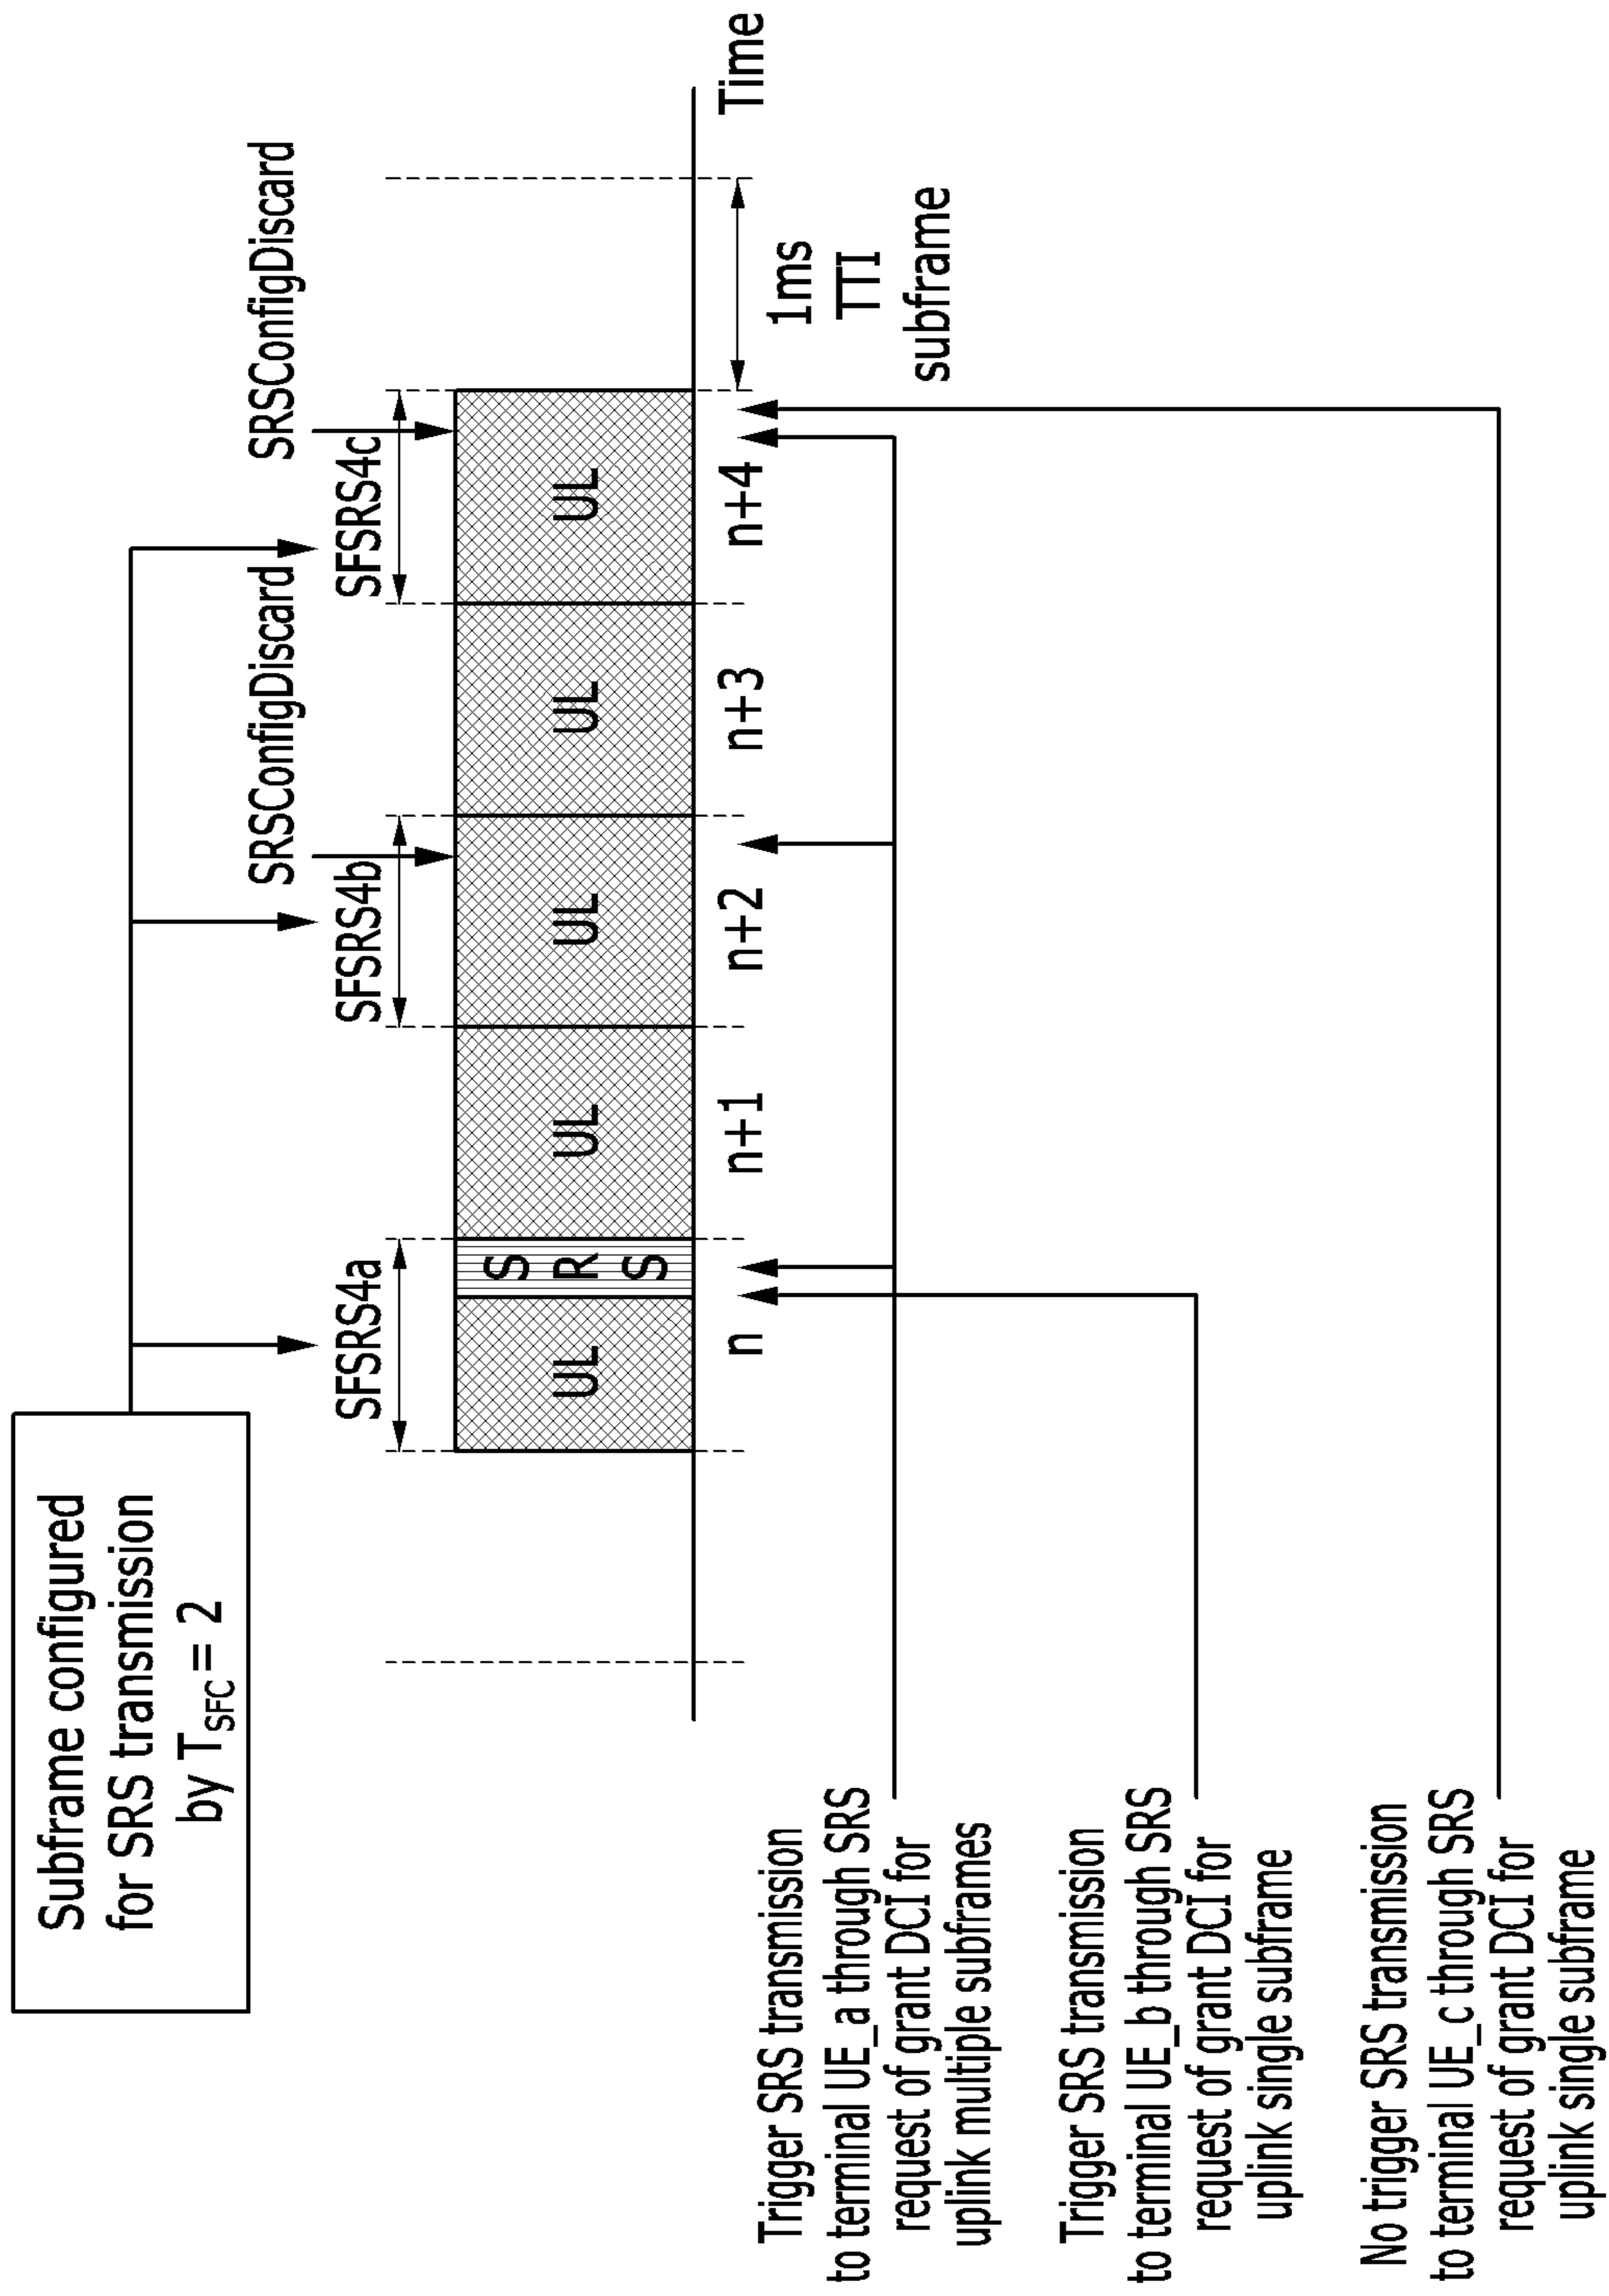 Subframe configured
for SRS transmission
by TSFC= 2
SRSConfigDiscard
SRSConfigDiscard
SFSRS4a
SFSRS4b
SFSRS4c
UL
SRS
UL
UL
UL
UL
n
n+1
n+2
n+3
n+4
Time
1ms
TTI
subframe
Trigger SRS transmission
to terminal UE_a through SRS
request of grant DCI for
uplink multiple subframes
Trigger SRS transmission
to terminal UE_b through SRS
request of grant DCI for
uplink single subframe
No trigger SRS transmission
to terminal UE_c through SRS
request of grant DCI for
uplink single subframe